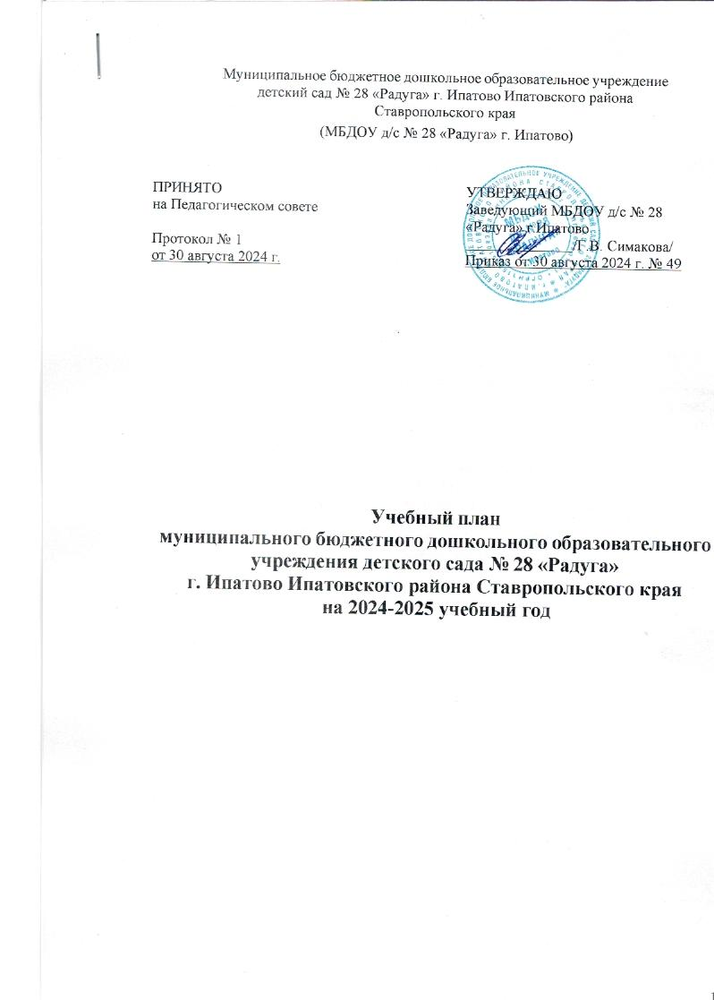 Муниципальное бюджетное дошкольное образовательное учреждение
детский сад № 28 «Радуга» г. Ипатово Ипатовского района
Ставропольского края
(МБДОУ д/с № 28 «Радуга» г. Ипатово)
ПРИНЯТО
на Педагогическом совете
Протокол № 1
от 30 августа 2024 г.
УТВЕРЖДАЮ
Заведующий МБДОУ д/с № 28
«Радуга» г.Ипатово
/Г.В. Симакова/
Приказ от 30 августа 2024 г. № 49
Учебный план
муниципального бюджетного дошкольного образовательного
учреждения детского сада № 28 «Радуга»
г. Ипатово Ипатовского района Ставропольского края
на 2024-2025 учебный год
1